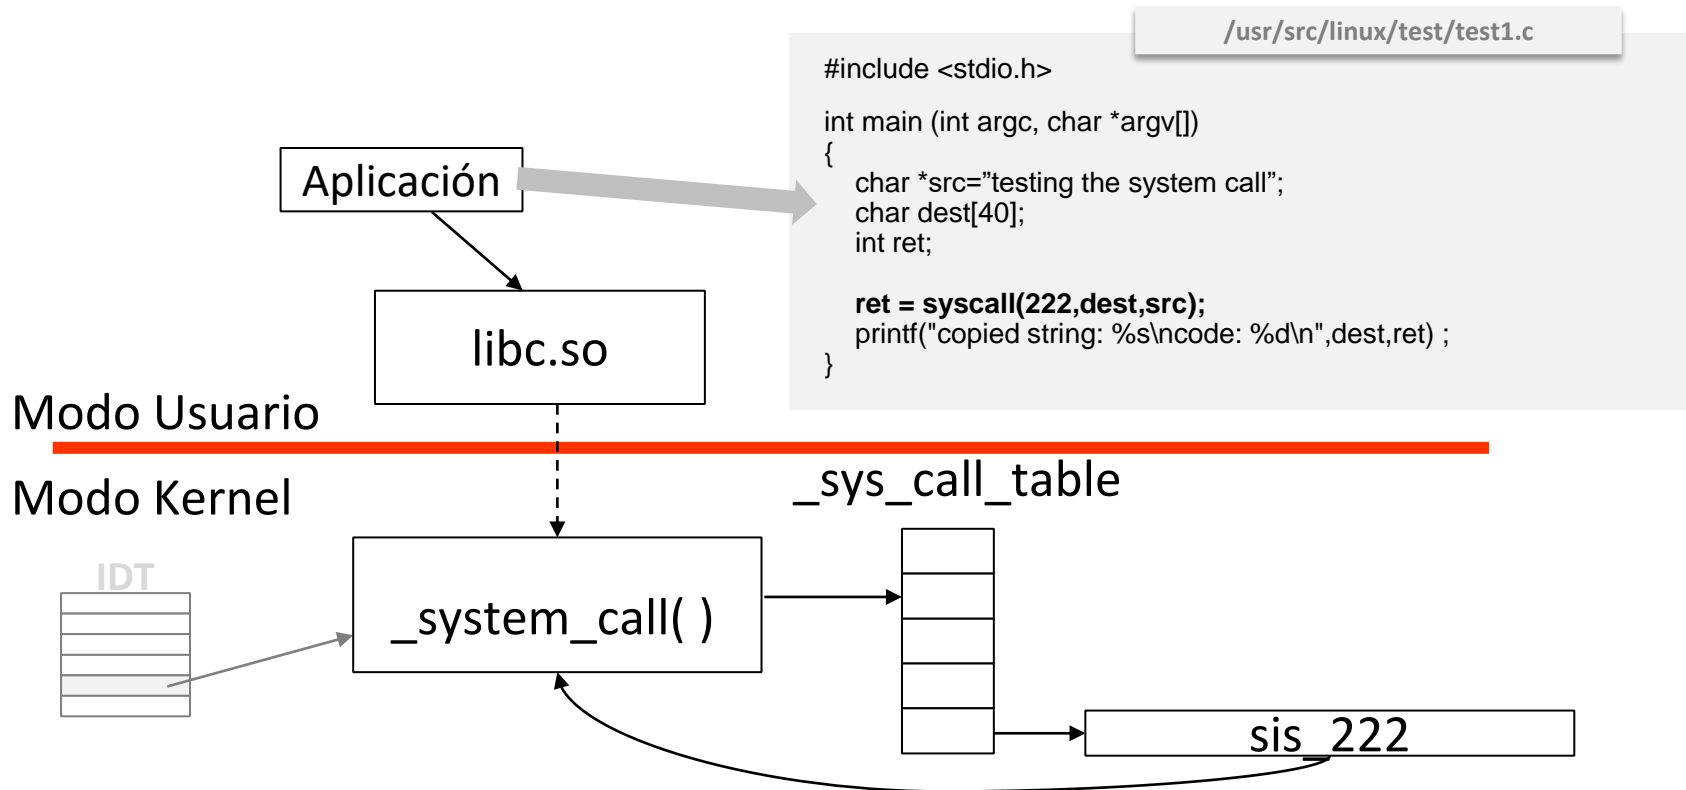 /usr/src/linux/test/test1.c
#include <stdio.h>
int main (int argc, char *argv[])
{
char *src=”testing the system call”;
char dest[40];
int ret;
ret = syscall(222,dest,src);
printf("copied string: %s\ncode: %d\n",dest,ret) ;
}
Aplicación
libc.so
Modo Usuario
Modo Kernel
_sys_call_table
IDT
_system_call( )
sis_222